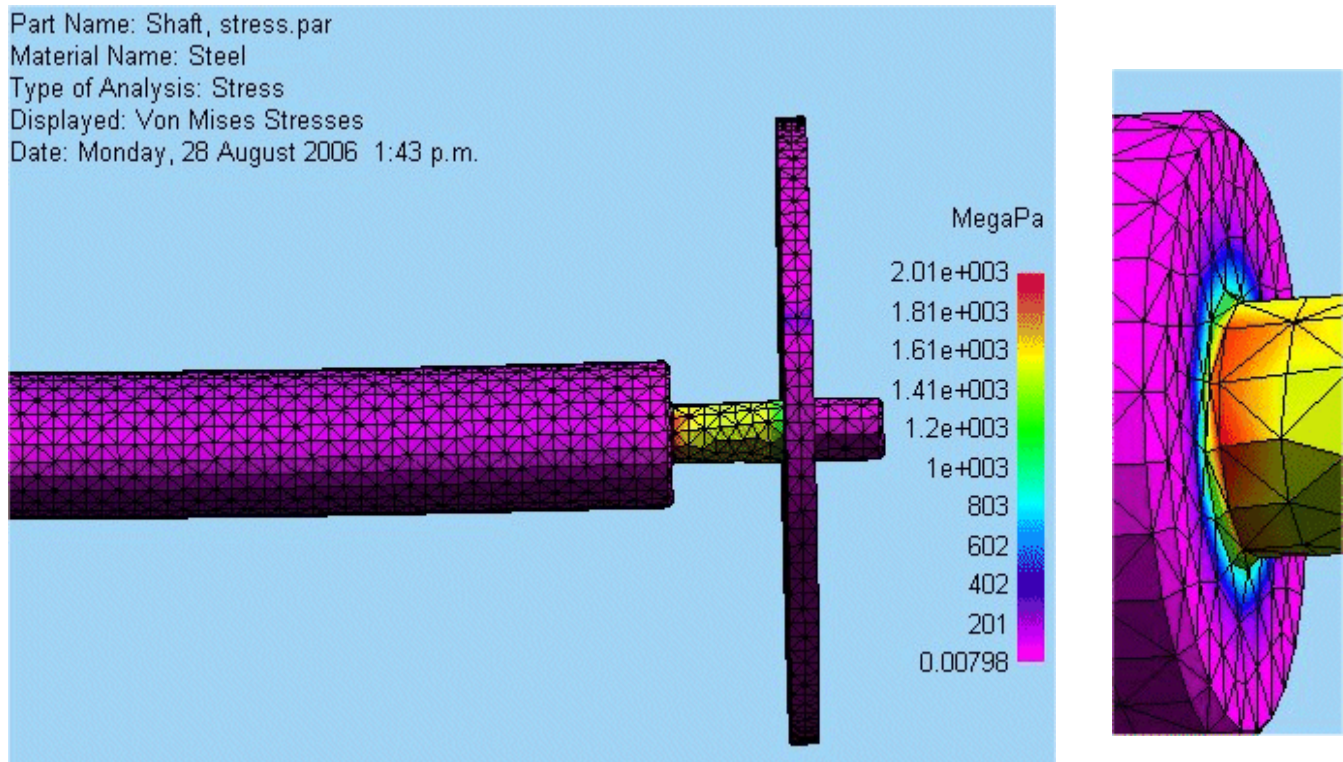 Part Name: Shaft, stress.par
Material Name: Steel
Type of Analysis: Stress
Displayed: Von Mises Stresses
Date: Monday, 28 August 2006  1:43 p.m.
MegaPa
2.01e+003
1.81e+003
1.61e+003
1.41e+003
1.2e+003
1e+003
803
602
402
201
0.00798